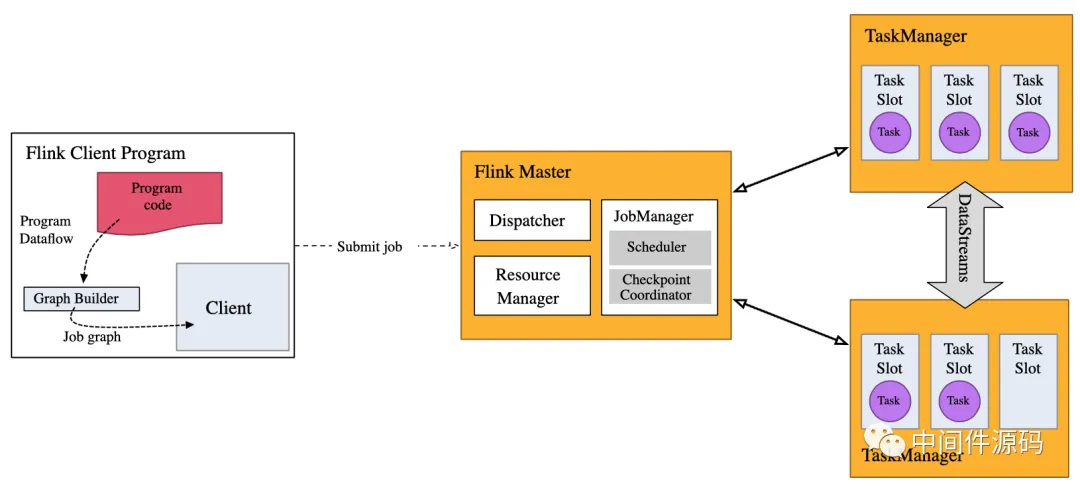 Flink Client Program
Program
code
Program
Dataflow
Graph Builder
Job graph
Client
Submit job
Flink Master
Dispatcher
Resource
Manager
JobManager
Scheduler
Checkpoint
Coordinator
TaskManager
Task
Slot
Task
Task
Slot
Task
Task
Slot
Task
DataStreams
Task
Slot
Task
Task
Slot
Task
Task
Slot
TaskManager
中间件源码